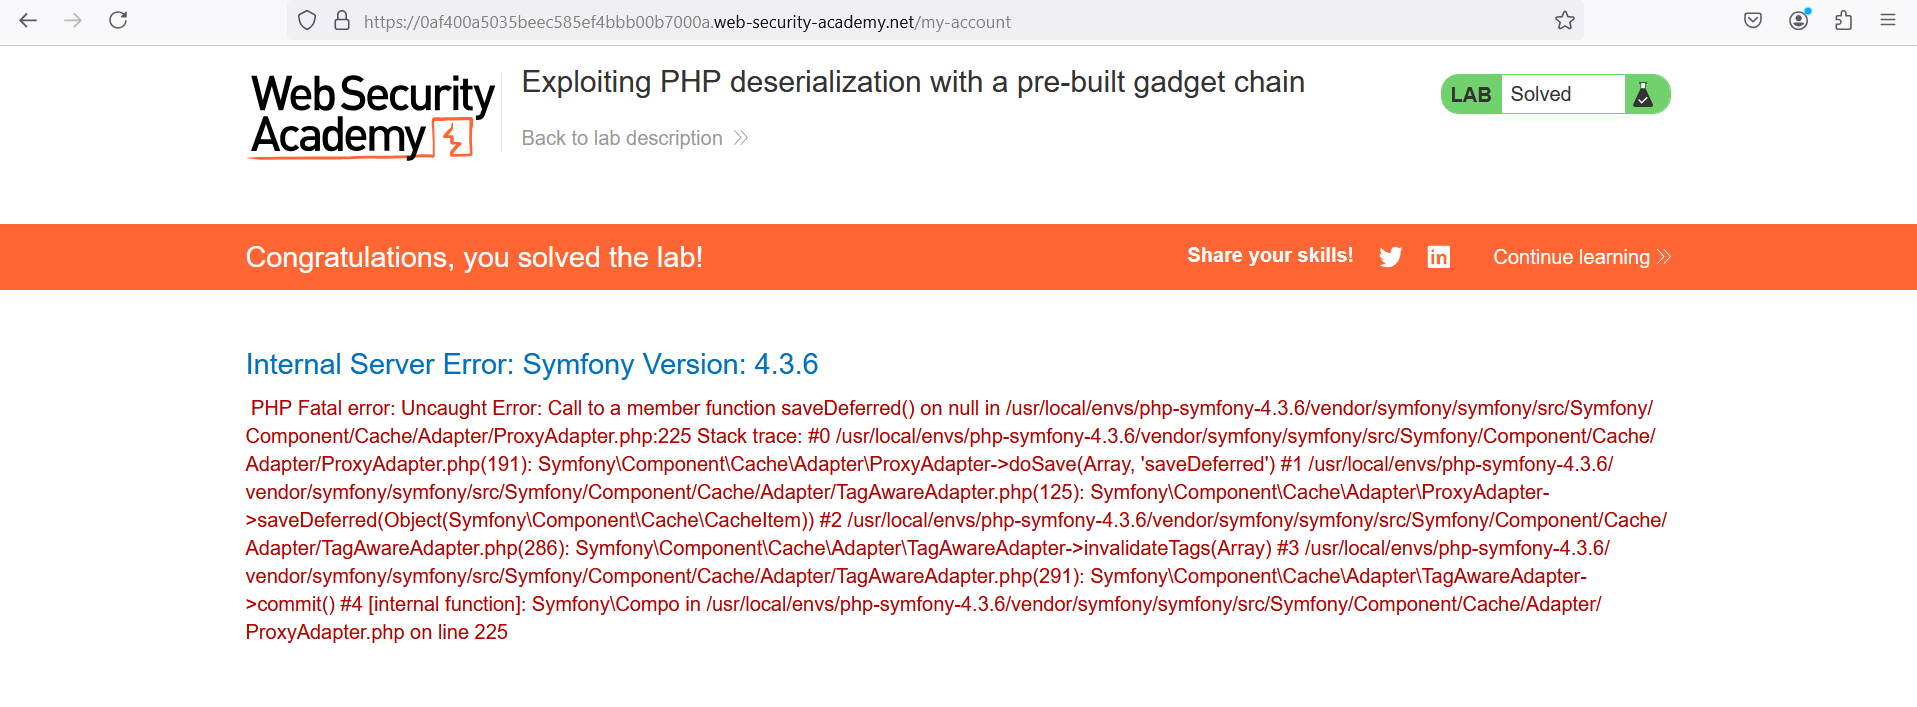 https://0af400a5035beec585ef4bbb00b7000a.web-security-academy.net/my-account
Web Security
Academy
Exploiting PHP deserialization with a pre-built gadget chain
Back to lab description
LAB Solved
Congratulations, you solved the lab!
Share your skills!
Continue learning
Internal Server Error: Symfony Version: 4.3.6
PHP Fatal error: Uncaught Error: Call to a member function saveDeferred() on null in /usr/local/envs/php-symfony-4.3.6/vendor/symfony/symfony/src/Symfony/
Component/Cache/Adapter/ProxyAdapter.php:225 Stack trace: #0 /usr/local/envs/php-symfony-4.3.6/vendor/symfony/symfony/src/Symfony/Component/Cache/
Adapter/ProxyAdapter.php(191): Symfony\Component\Cache\Adapter\ProxyAdapter->doSave(Array, 'saveDeferred') #1 /usr/local/envs/php-symfony-4.3.6/
vendor/symfony/symfony/src/Symfony/Component/Cache/Adapter/TagAwareAdapter.php(125): Symfony\Component\Cache\Adapter\ProxyAdapter-
>saveDeferred(Object(Symfony\Component\Cache\CacheItem)) #2 /usr/local/envs/php-symfony-4.3.6/vendor/symfony/symfony/src/Symfony/Component/Cache/
Adapter/TagAwareAdapter.php(286): Symfony\Component\Cache\Adapter\TagAwareAdapter->invalidateTags(Array) #3 /usr/local/envs/php-symfony-4.3.6/
vendor/symfony/symfony/src/Symfony/Component/Cache/Adapter/TagAwareAdapter.php(291): Symfony\Component\Cache\Adapter\TagAwareAdapter-
>commit() #4 [internal function]: Symfony\Compo in /usr/local/envs/php-symfony-4.3.6/vendor/symfony/symfony/src/Symfony/Component/Cache/Adapter/
ProxyAdapter.php on line 225